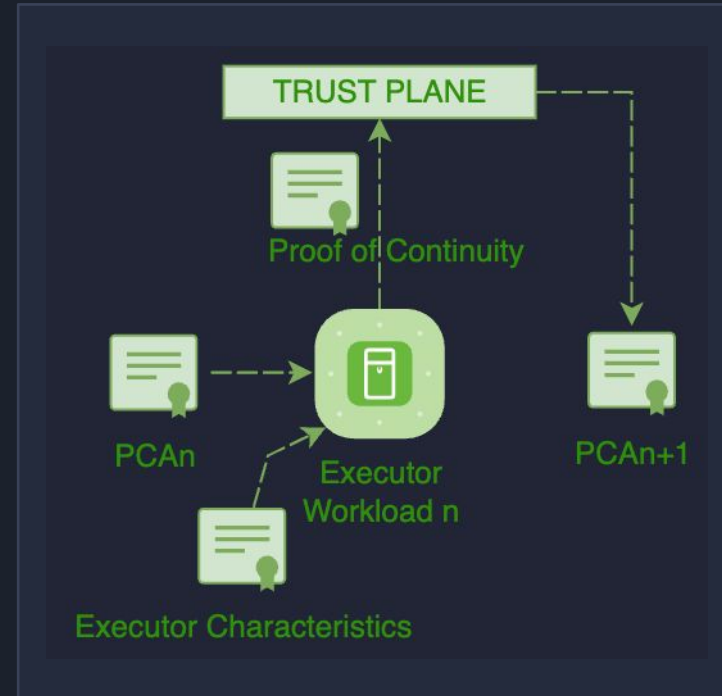 TRUST PLANE
Proof of Continuity
PCAn
Executor
Workload n
PCAn+1
Executor Characteristics